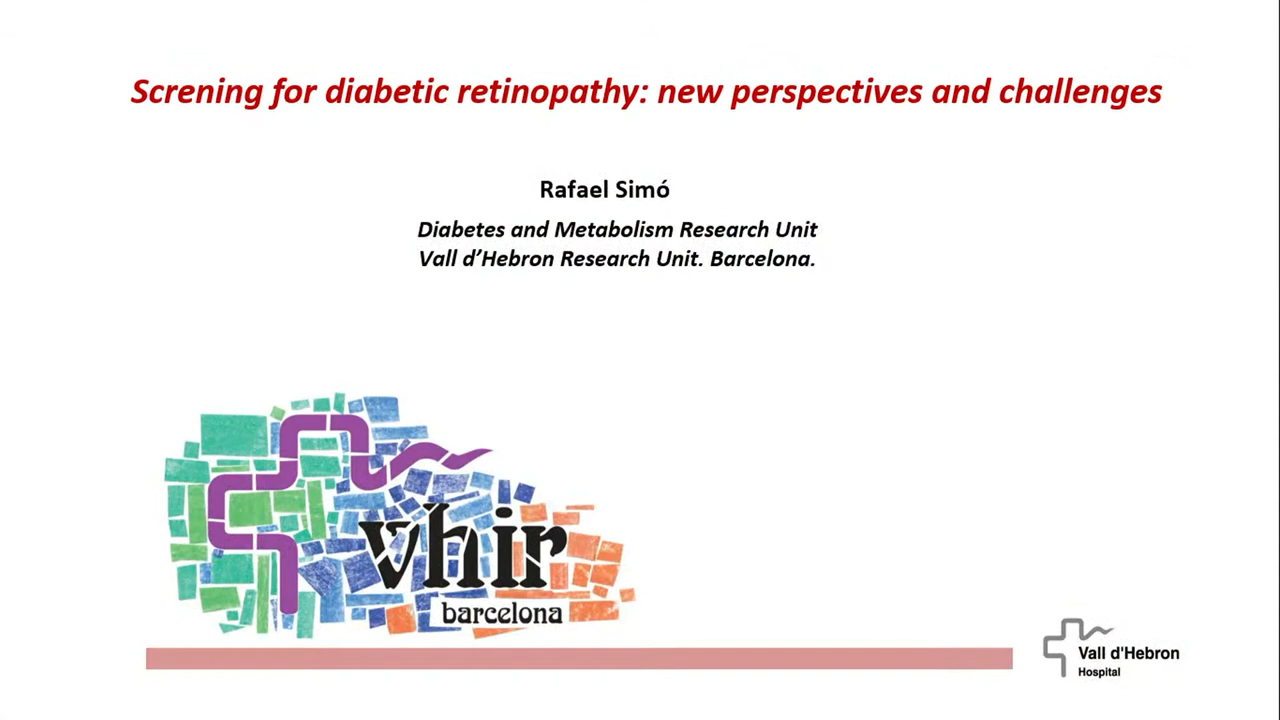 Screning for diabetic retinopathy: new perspectives and challenges
Rafael Simó
Diabetes and Metabolism Research Unit
Vall d’Hebron Research Unit. Barcelona.
vhir
barcelona
Vall d'Hebron
Hospital